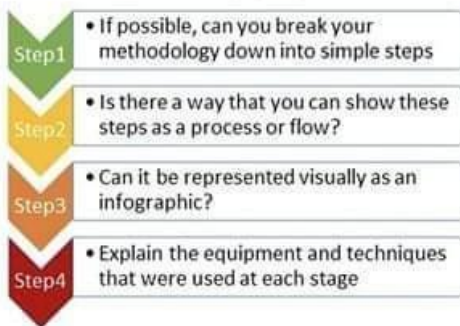 Step1
• If possible, can you break your
methodology down into simple steps
Step2
• Is there a way that you can show these
steps as a process or flow?
Step3
• Can it be represented visually as an
infographic?
Step4
• Explain the equipment and techniques
that were used at each stage